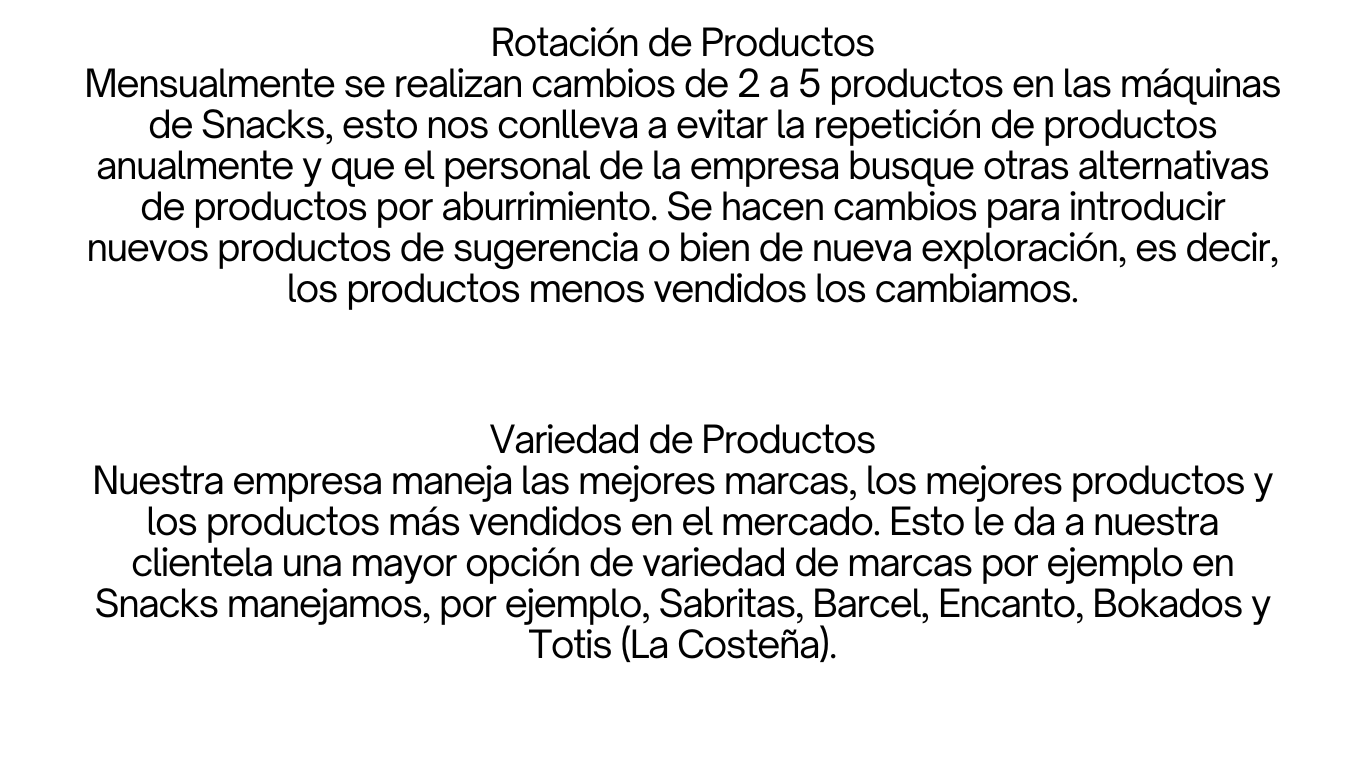 Rotación de Productos
Mensualmente se realizan cambios de 2 a 5 productos en las máquinas
de Snacks, esto nos conlleva a evitar la repetición de productos
anualmente y que el personal de la empresa busque otras alternativas
de productos por aburrimiento. Se hacen cambios para introducir
nuevos productos de sugerencia o bien de nueva exploración, es decir,
los productos menos vendidos los cambiamos.
Variedad de Productos
Nuestra empresa maneja las mejores marcas, los mejores productos y
los productos más vendidos en el mercado. Esto le da a nuestra
clientela una mayor opción de variedad de marcas por ejemplo en
Snacks manejamos, por ejemplo, Sabritas, Barcel, Encanto, Bokados y
Totis (La Costeña).